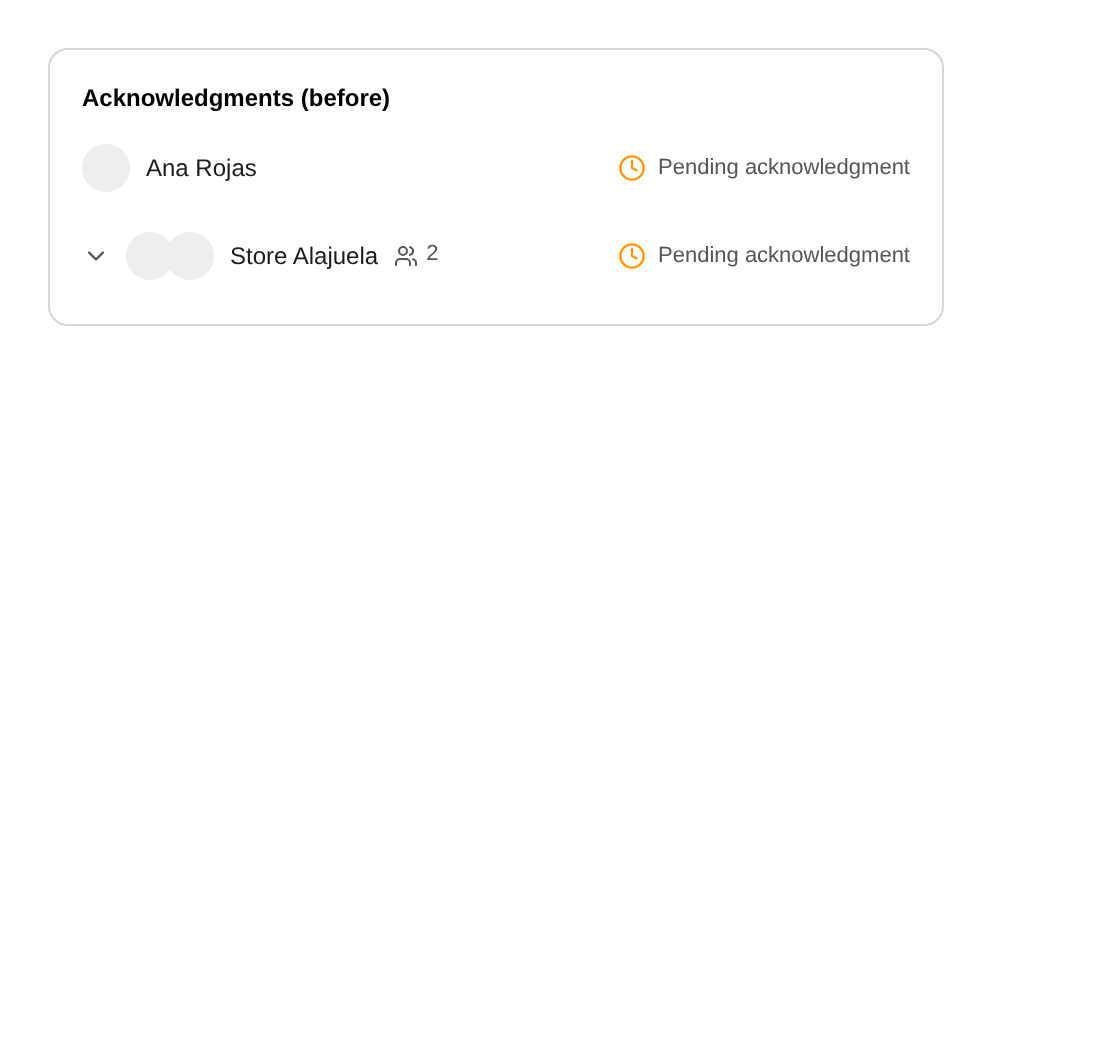 Acknowledgments (before)
Ana Rojas Pending acknowledgment
Store Alajuela 2 Pending acknowledgment